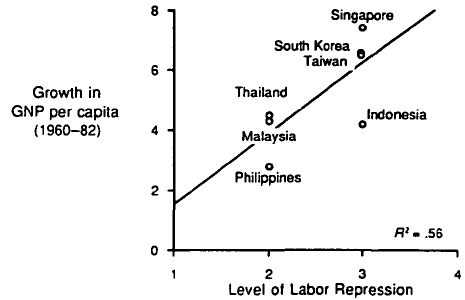 8
Singapore
South Korea
Taiwan
6
Growth in
GNP per capita
(1960–82)
Thailand
Indonesia
4
Malaysia
Philippines
2
R² = .56
0
1
2
3
4
Level of Labor Repression